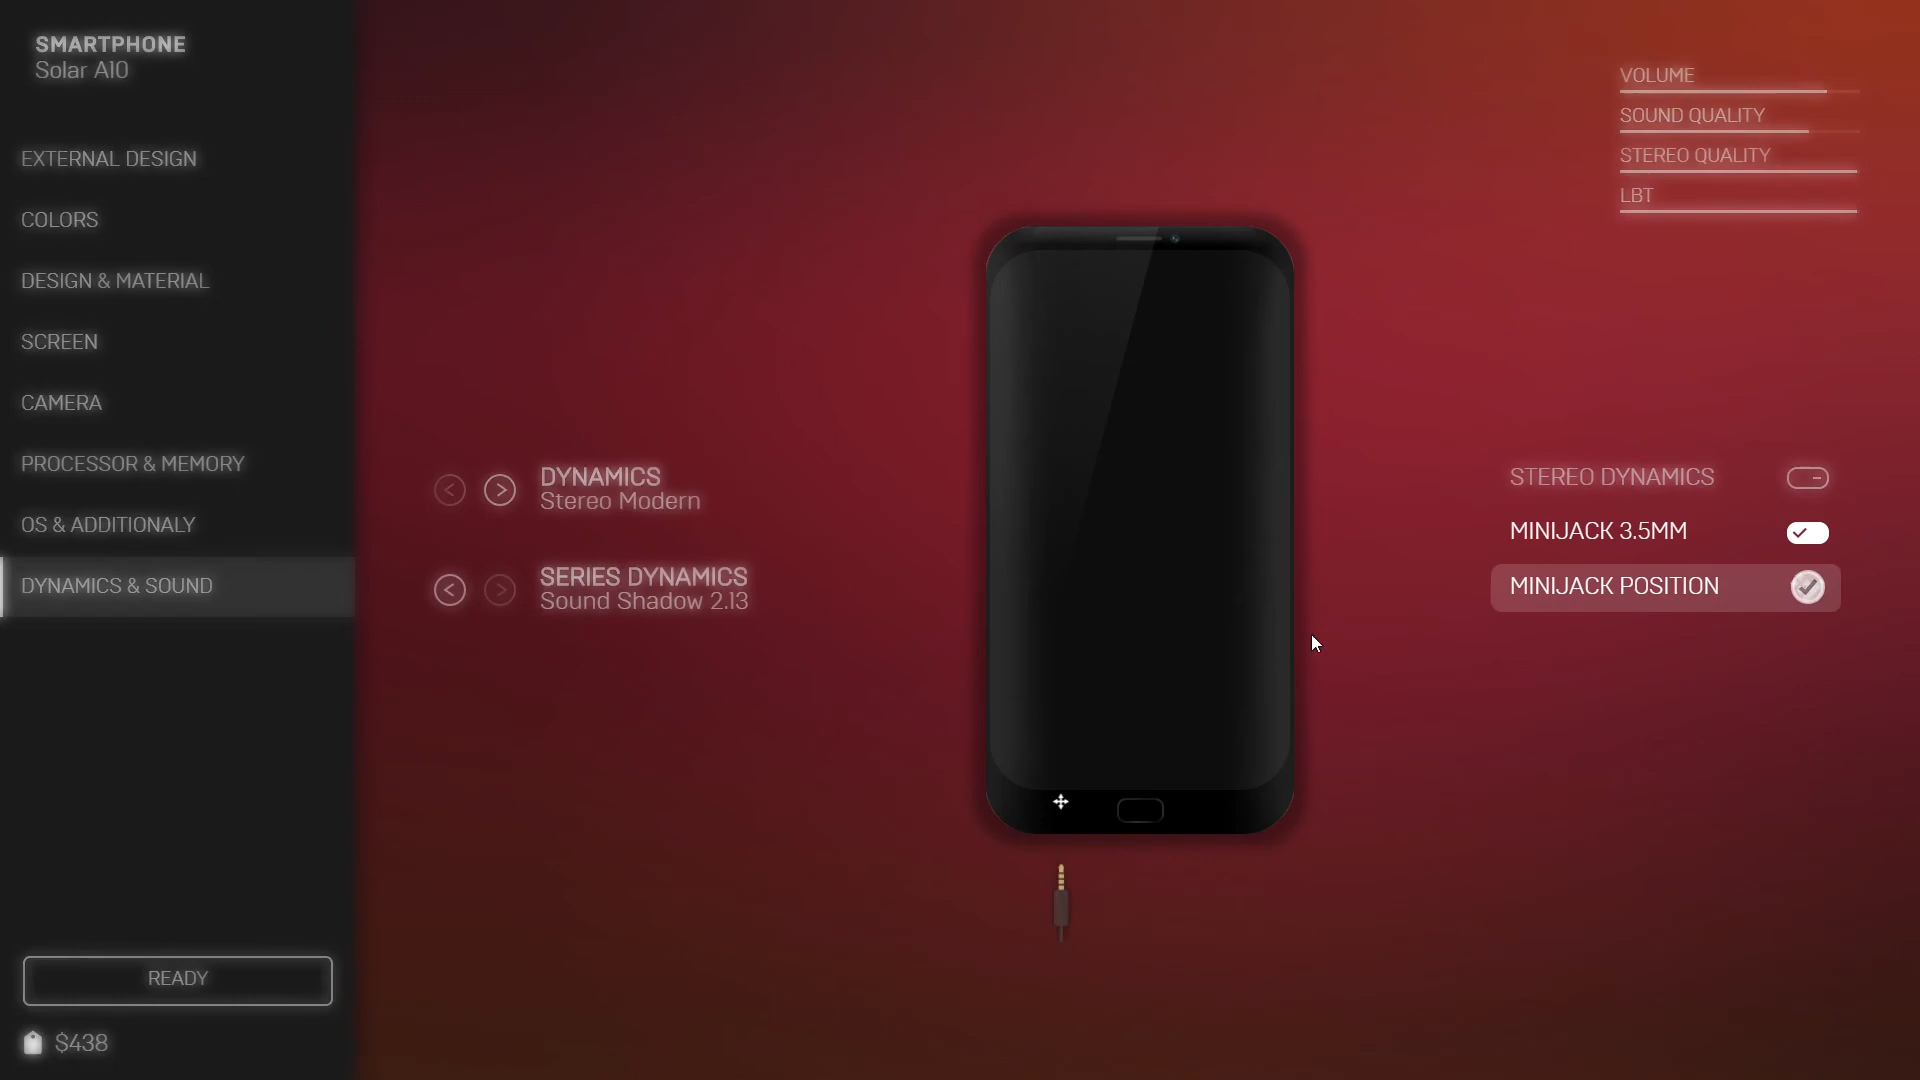 SMARTPHONE
Solar A10
EXTERNAL DESIGN
COLORS
DESIGN & MATERIAL
SCREEN
CAMERA
PROCESSOR & MEMORY
OS & ADDITIONALY
DYNAMICS & SOUND
READY
$438
DYNAMICS
Stereo Modern
SERIES DYNAMICS
Sound Shadow 2.13
VOLUME
SOUND QUALITY
STEREO QUALITY
LBT
STEREO DYNAMICS
MINIJACK 3.5MM
MINIJACK POSITION